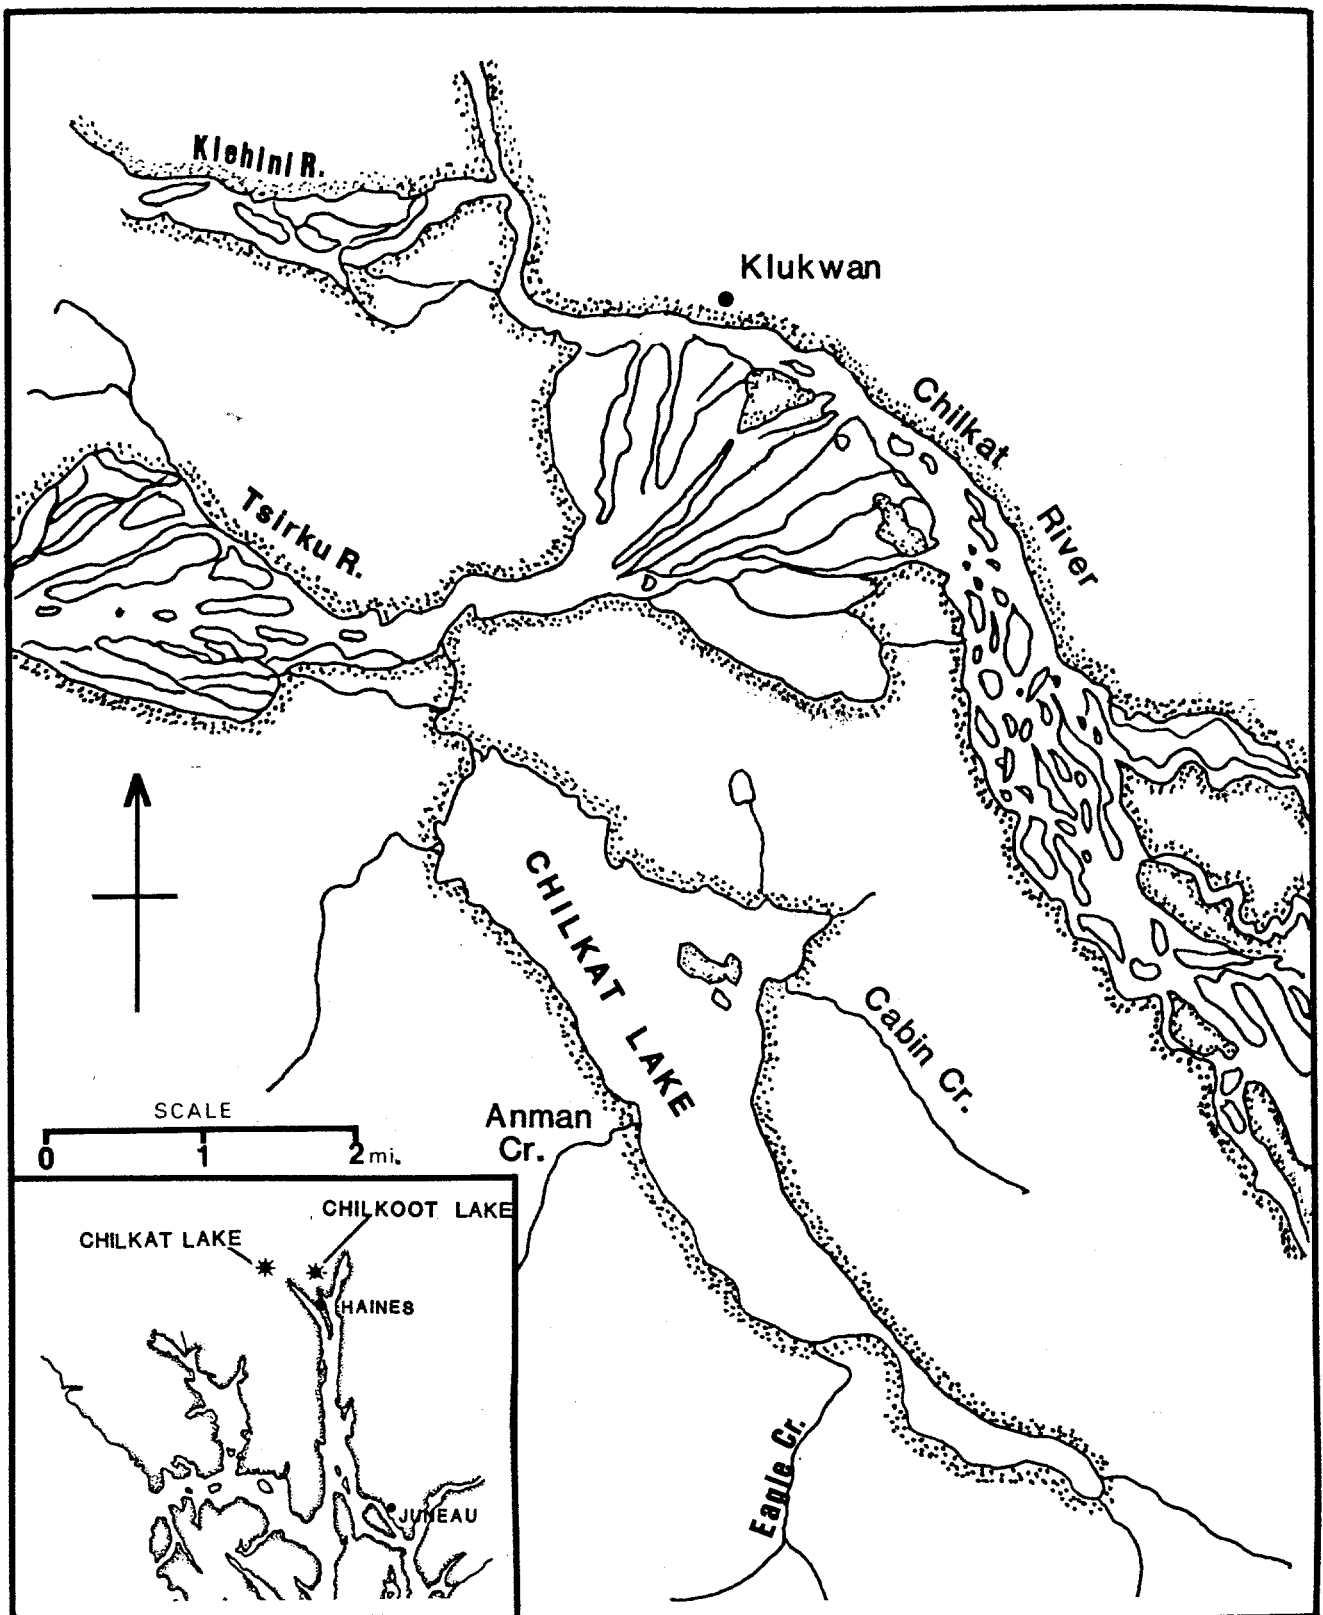 Klehini R.
Klukwan
Chilkat
River
Tsirku R.
CHILKAT LAKE
Cabin Cr.
Anman
Cr.
SCALE
0 1 2 mi.
CHILKOOT LAKE
CHILKAT LAKE
HAINES
JUNEAU
Eagle Cr.